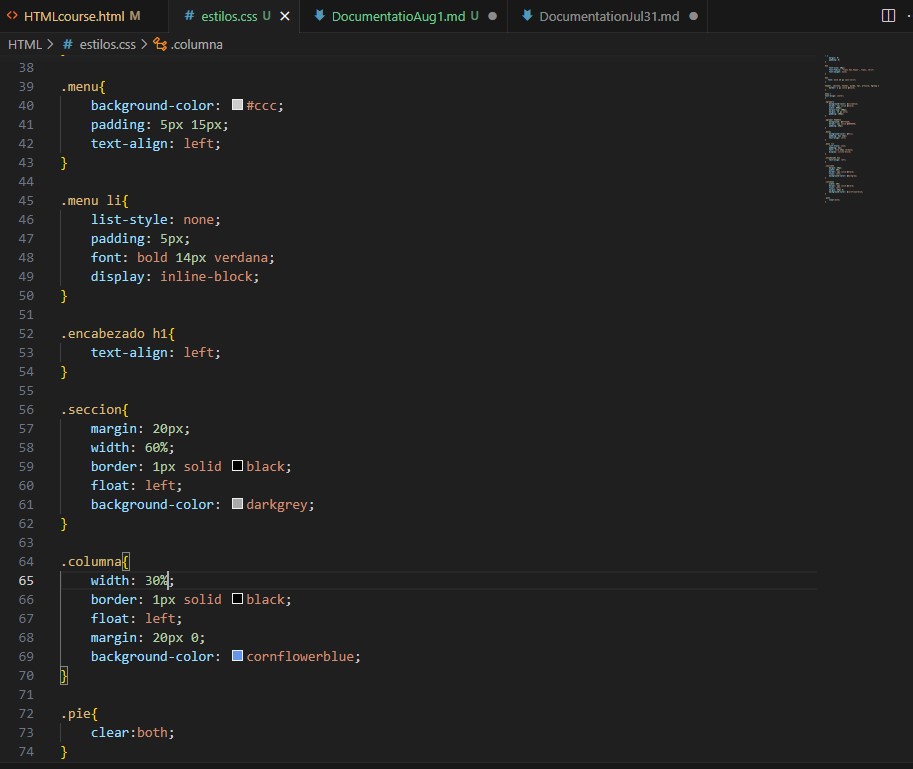 HTMLcourse.html M
estilos.css U
DocumentatioAug1.md U
DocumentationJul31.md
HTML > estilos.css > .columna
38
39 .menu{
40 background-color: #ccc;
41 padding: 5px 15px;
42 text-align: left;
43 }
44
45 .menu li{
46 list-style: none;
47 padding: 5px;
48 font: bold 14px verdana;
49 display: inline-block;
50 }
51
52 .encabezado h1{
53 text-align: left;
54 }
55
56 .seccion{
57 margin: 20px;
58 width: 60%;
59 border: 1px solid black;
60 float: left;
61 background-color: darkgrey;
62 }
63
64 .columna{
65 width: 30%;
66 border: 1px solid black;
67 float: left;
68 margin: 20px 0;
69 background-color: cornflowerblue;
70 }
71
72 .pie{
73 clear:both;
74 }